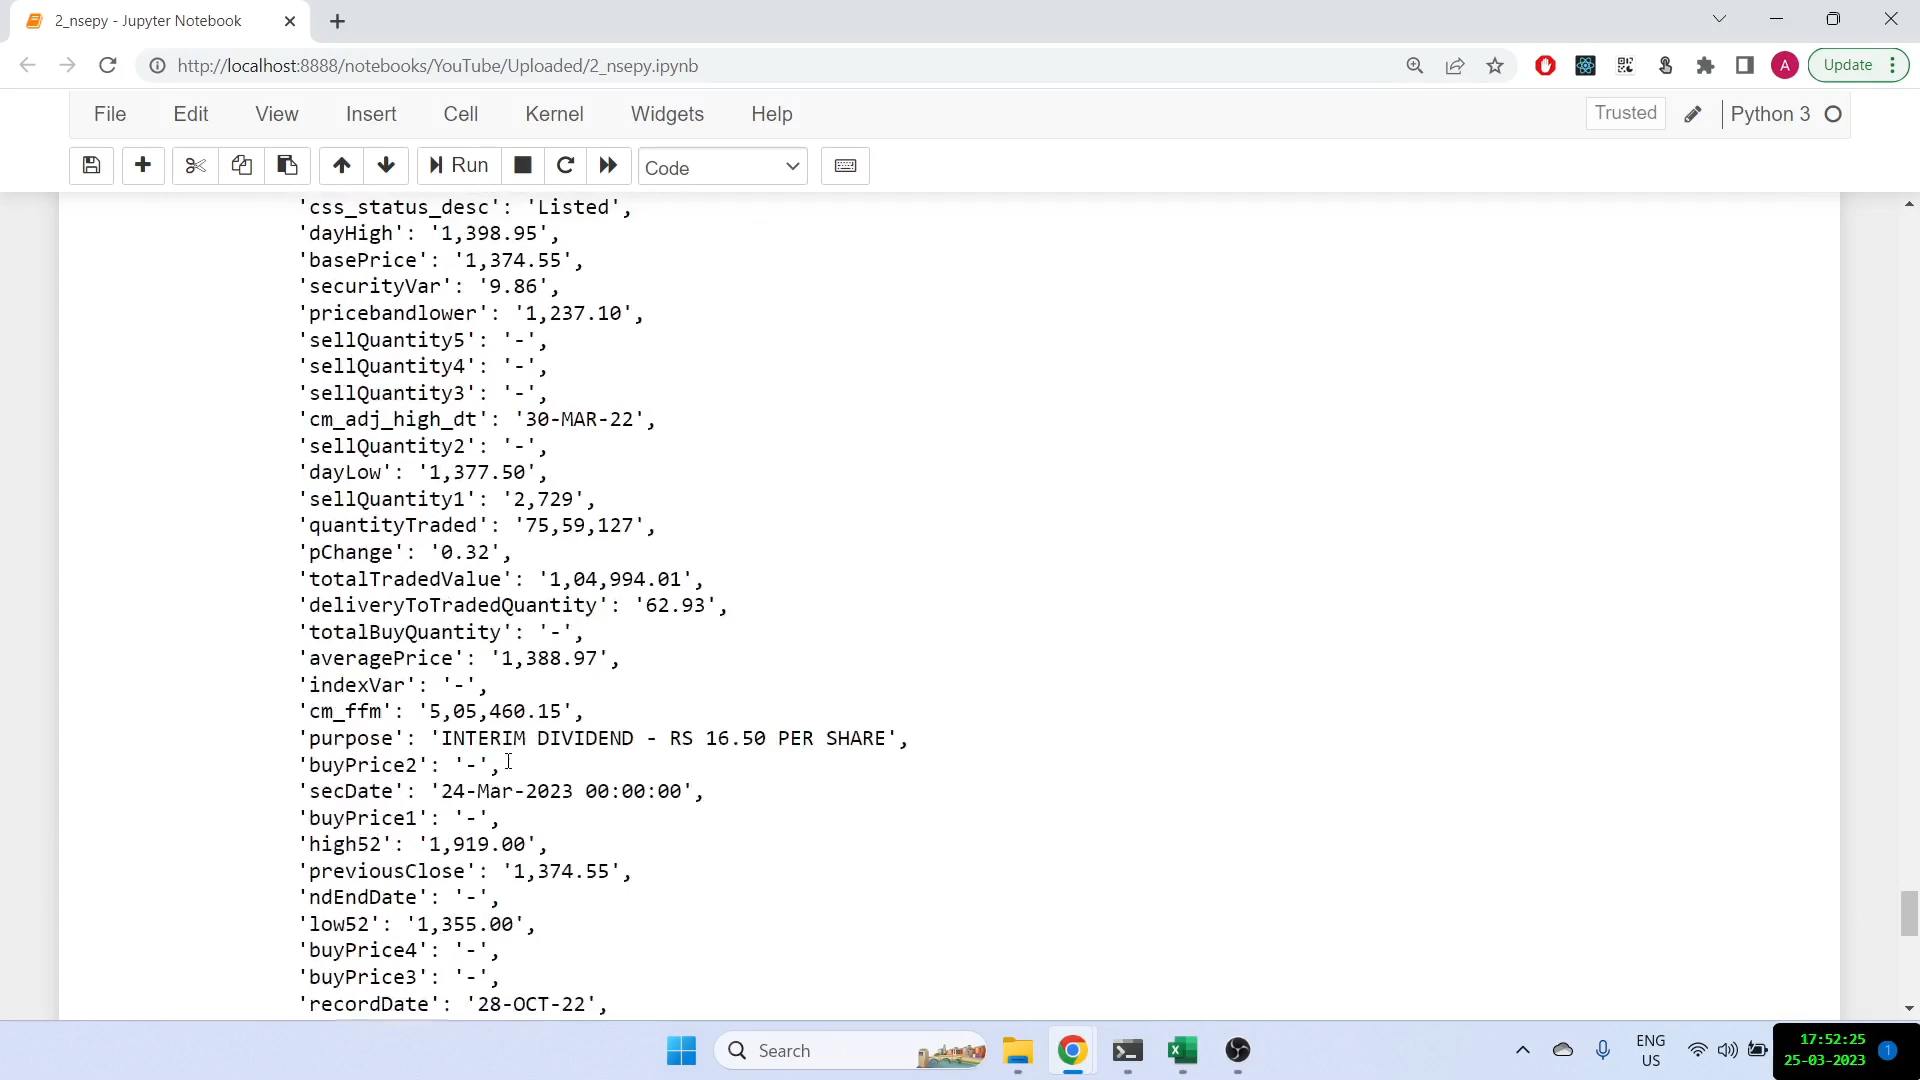 2_nsepy - Jupyter Notebook
http://localhost:8888/notebooks/YouTube/Uploaded/2_nsepy.ipynb
A
Update
File Edit View Insert Cell Kernel Widgets Help
Trusted
Python 3
Run
Code
'css_status_desc': 'Listed',
'dayHigh': '1,398.95',
'basePrice': '1,374.55',
'securityVar': '9.86',
'pricebandlower': '1,237.10',
'sellQuantity5': '-',
'sellQuantity4': '-',
'sellQuantity3': '-',
'cm_adj_high_dt': '30-MAR-22',
'sellQuantity2': '-',
'dayLow': '1,377.50',
'sellQuantity1': '2,729',
'quantityTraded': '75,59,127',
'pChange': '0.32',
'totalTradedValue': '1,04,994.01',
'deliveryToTradedQuantity': '62.93',
'totalBuyQuantity': '-',
'averagePrice': '1,388.97',
'indexVar': '-',
'cm_ffm': '5,05,460.15',
'purpose': 'INTERIM DIVIDEND - RS 16.50 PER SHARE',
'buyPrice2': '-',
'secDate': '24-Mar-2023 00:00:00',
'buyPrice1': '-',
'high52': '1,919.00',
'previousClose': '1,374.55',
'ndEndDate': '-',
'low52': '1,355.00',
'buyPrice4': '-',
'buyPrice3': '-',
'recordDate': '28-OCT-22',
Search
ENG
US
17:52:25
25-03-2023
1